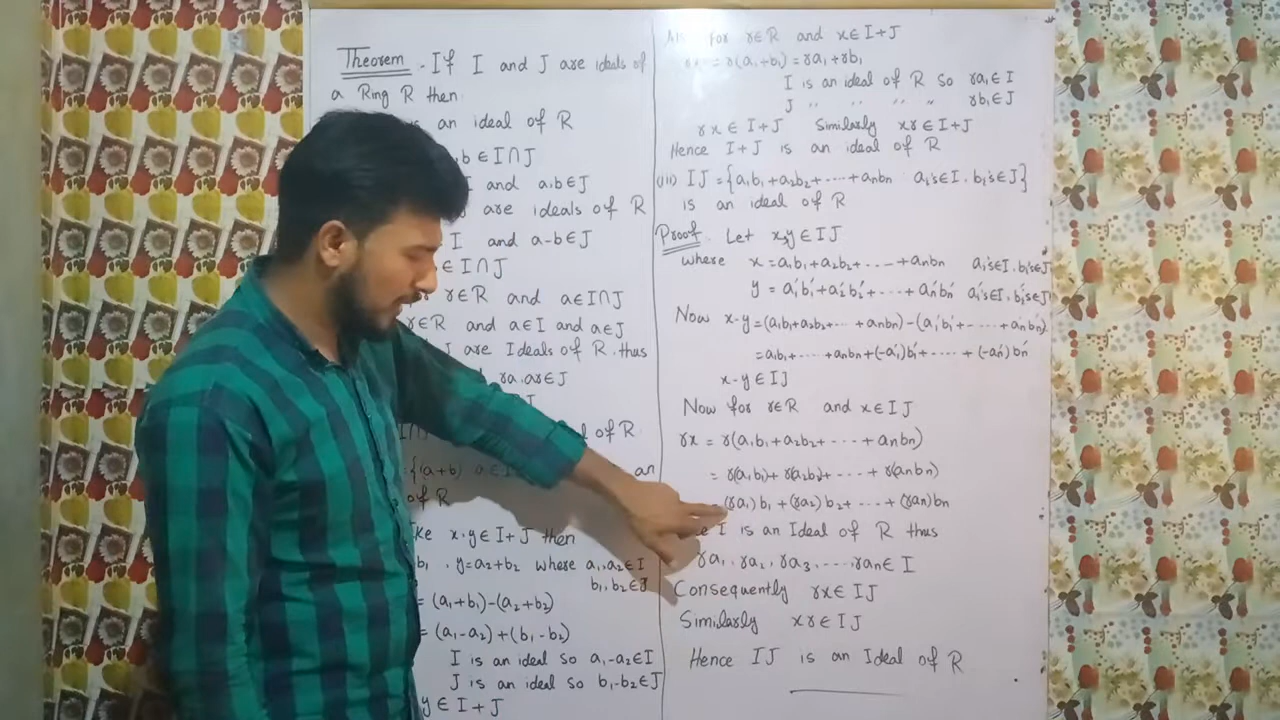 Theorem. If I and J are ideals of
a Ring R then
an ideal of R
b ∈ I∩J
I and a,b ∈ J
are ideals of R
I and a-b ∈ J
∈ I∩J
r∈R and a∈I∩J
r∈R and a∈I and a∈J
J are Ideals of R. thus
ra, ar∈J
I∩J
of R
={(a+b) a∈I an
of R
x,y ∈ I+J then
b₁, y=a₂+b₂ where a₁,a₂∈I
b₁,b₂∈J
= (a₁+b₁)-(a₂+b₂)
= (a₁-a₂)+(b₁-b₂)
I is an ideal so a₁-a₂∈I
J is an ideal so b₁-b₂∈J
y ∈ I+J
for r∈R and x∈I+J
= r(a₁+b₁) = ra₁+rb₁
I is an ideal of R so ra₁∈I
J " " " " rb₁∈J
rx ∈ I+J Similarly xr∈I+J
Hence I+J is an ideal of R
(iii) IJ = {a₁b₁+a₂b₂+.....+anbn aᵢ's∈I, bᵢ's∈J}
is an ideal of R
Proof. Let x,y ∈ IJ
where x = a₁b₁+a₂b₂+.....+anbn aᵢ's∈I, bᵢ's∈J
y = a₁'b₁'+a₂'b₂'+.....+an'bn' aᵢ's∈I, bᵢ's∈J
Now x-y = (a₁b₁+a₂b₂+.....+anbn)-(a₁'b₁'+.....+an'bn')
= a₁b₁+.....+anbn+(-a₁')b₁'+.....+(-an')bn'
x-y ∈ IJ
Now for r∈R and x∈IJ
rx = r(a₁b₁+a₂b₂+.....+anbn)
= r(a₁b₁)+r(a₂b₂)+.....+r(anbn)
(ra₁)b₁+(ra₂)b₂+.....+(ran)bn
I is an Ideal of R thus
ra₁, ra₂, ra₃.....ran∈I
Consequently rx∈IJ
Similarly xr∈IJ
Hence IJ is an Ideal of R